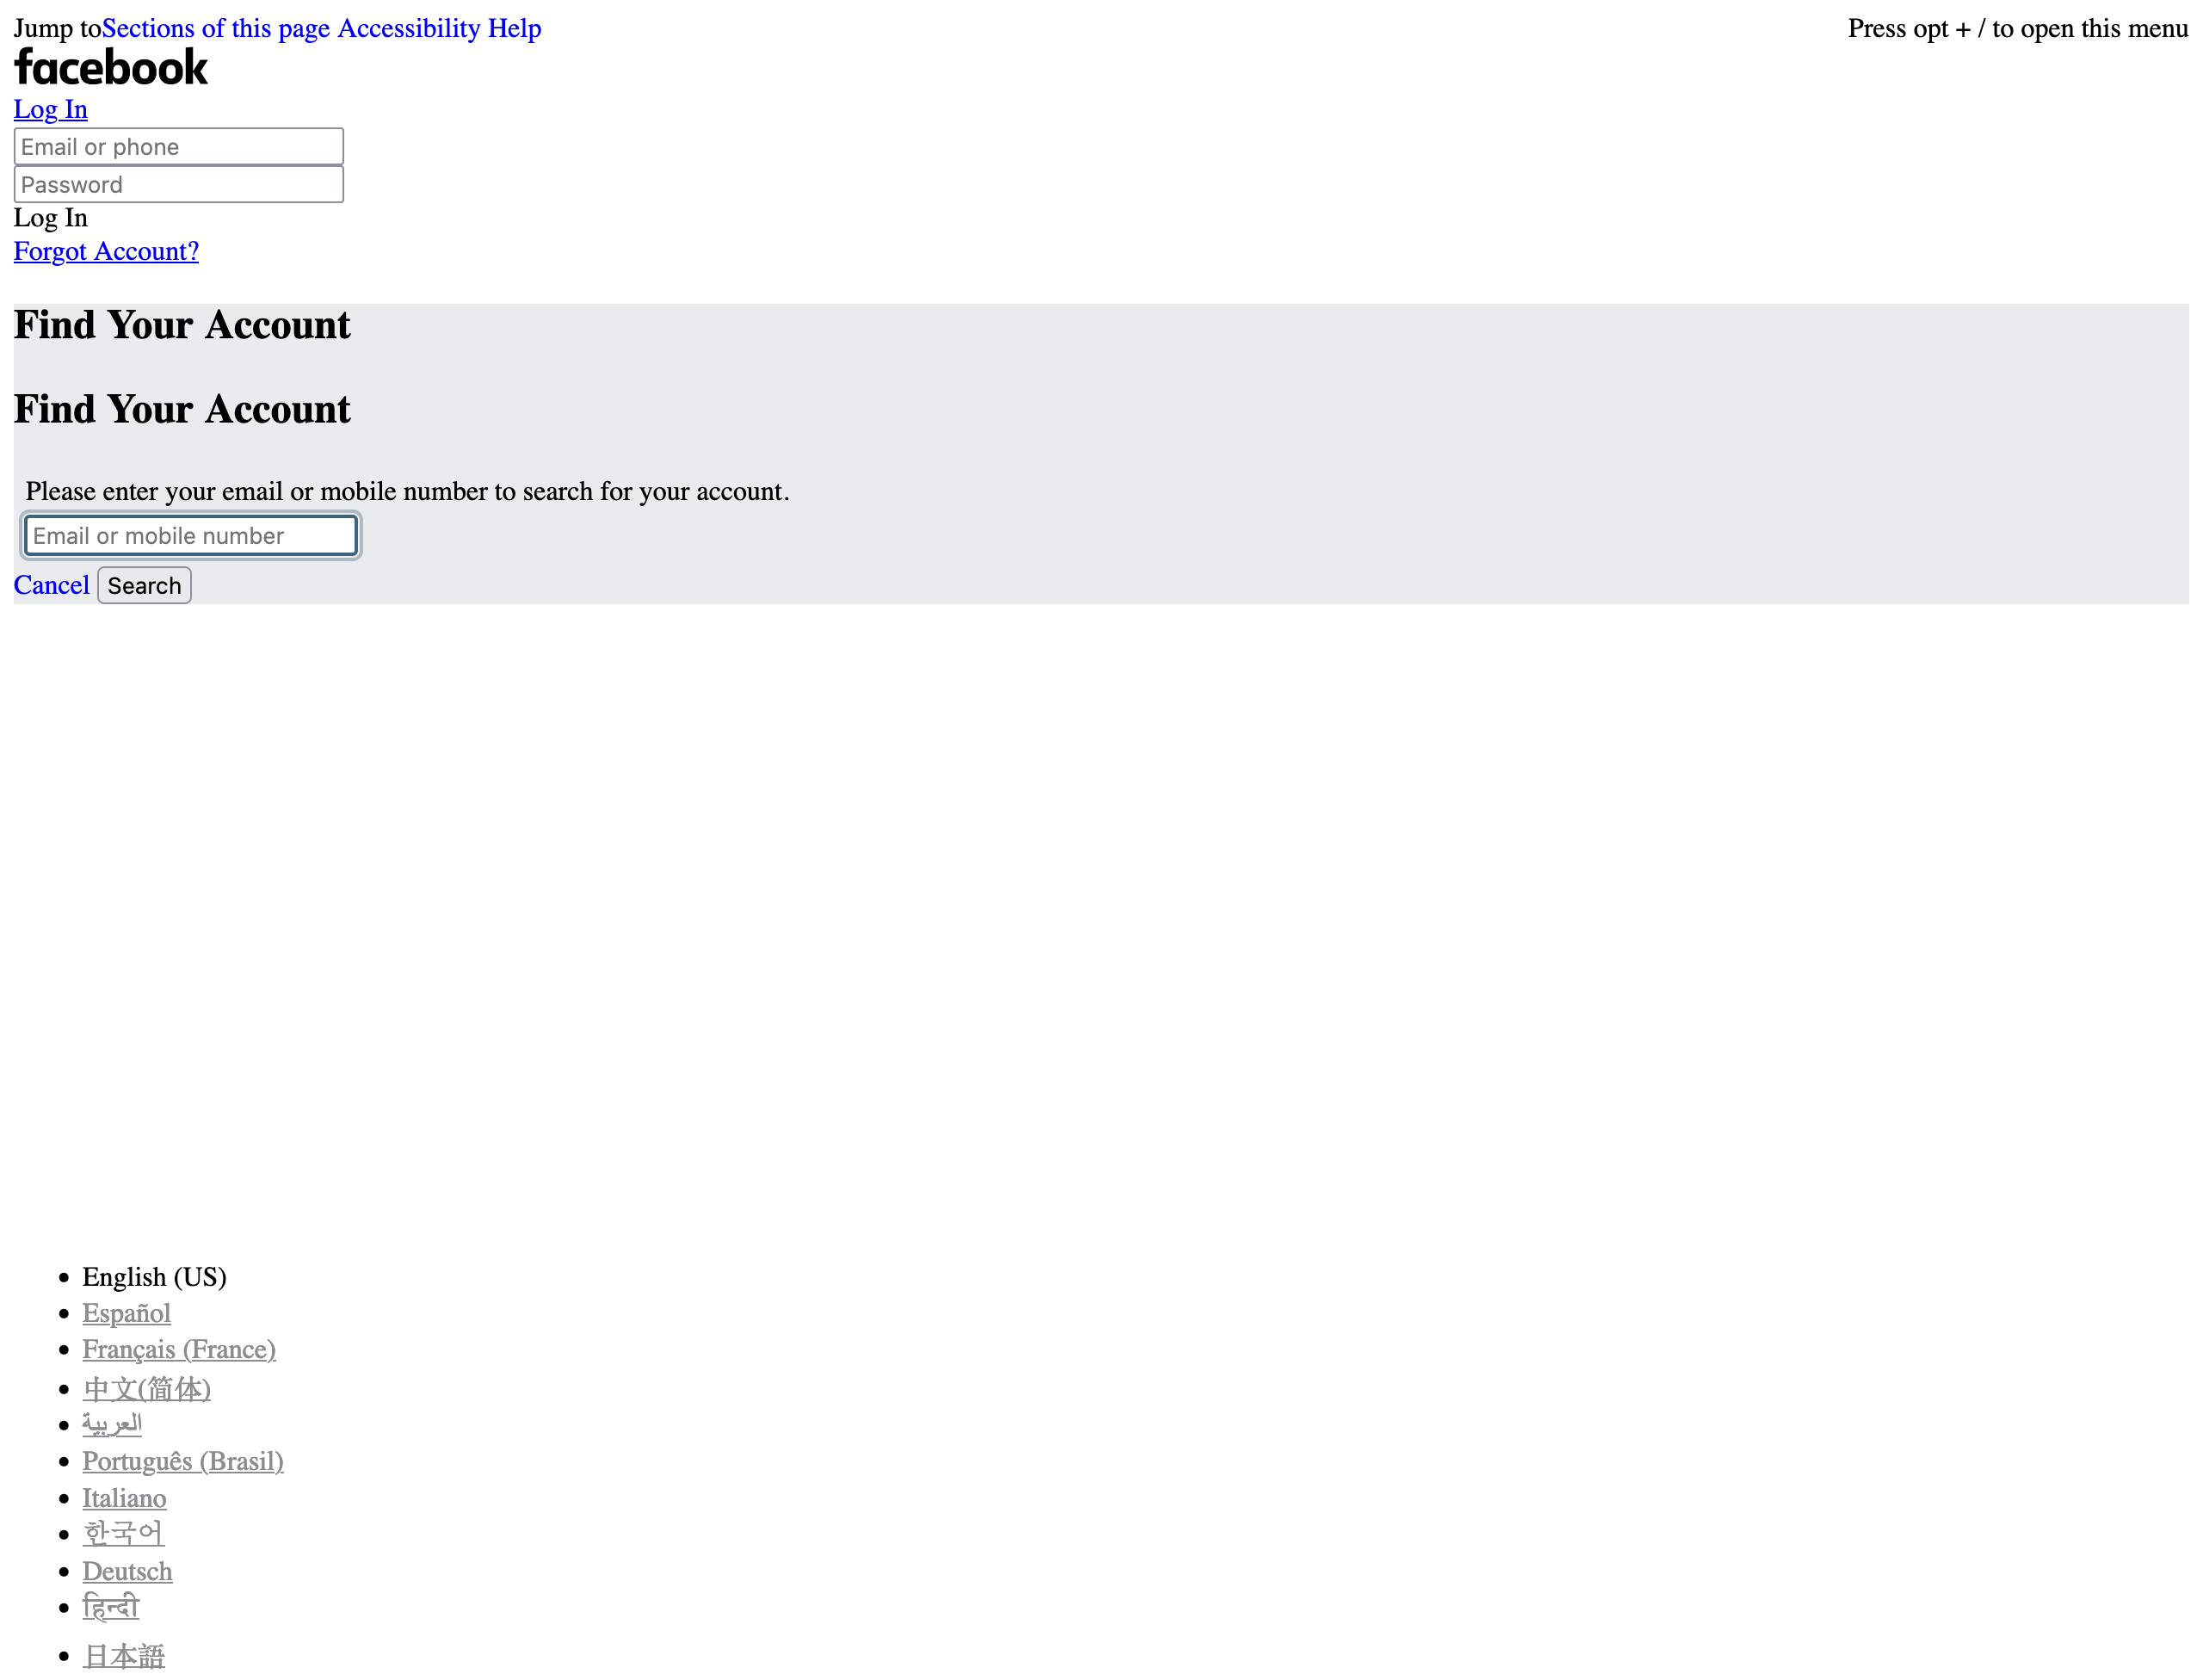 Jump toSections of this page Accessibility Help Press opt + / to open this menu
facebook
Log In
Email or phone
Password
Log In
Forgot Account?
Find Your Account
Find Your Account
Please enter your email or mobile number to search for your account.
Email or mobile number
Cancel Search
English (US)
Español
Français (France)
中文(简体)
العربية
Português (Brasil)
Italiano
한국어
Deutsch
हिन्दी
日本語